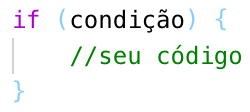 if (condição) {
//seu código
}